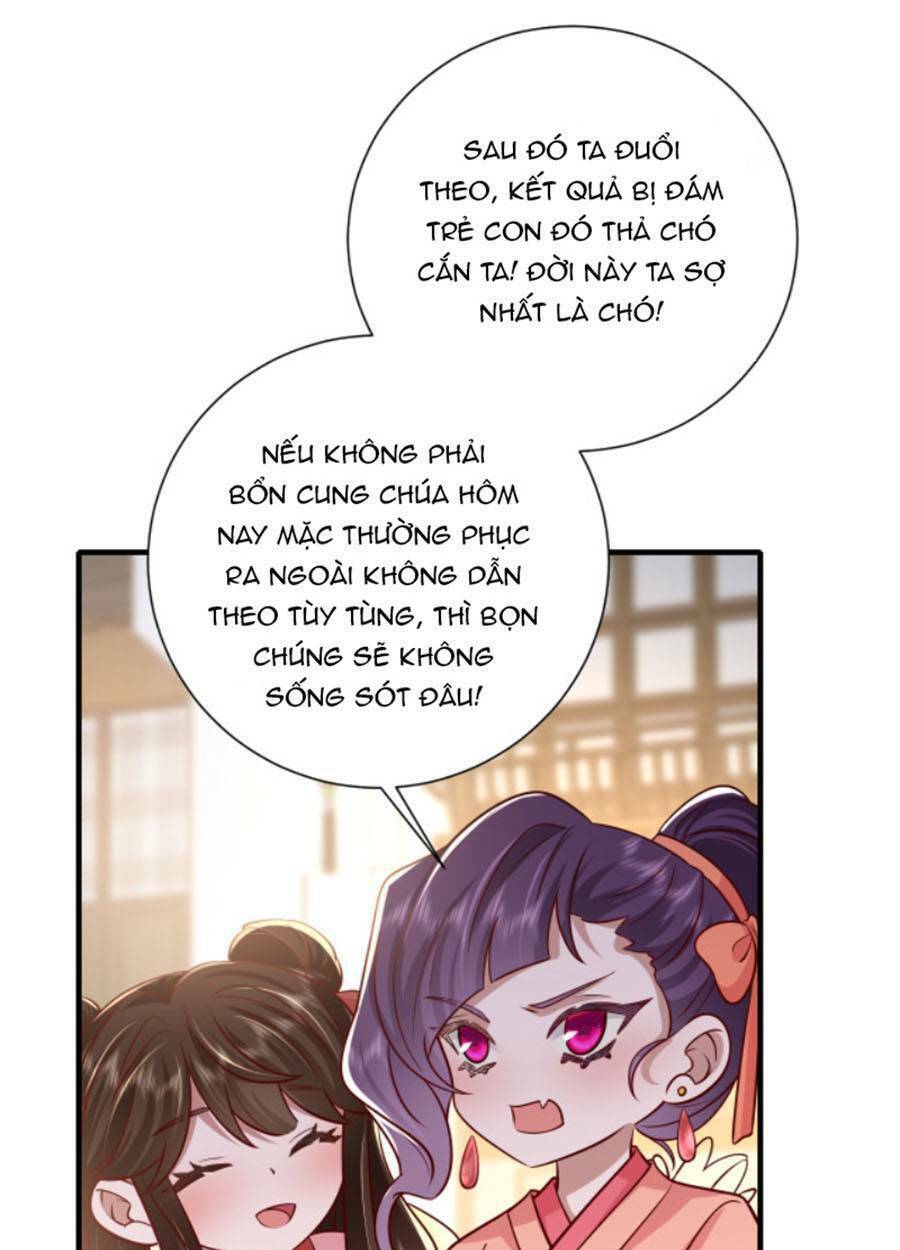 SAU ĐÓ TA ĐUỔI
THEO, KẾT QUẢ BỊ ĐÁM
TRẺ CON ĐÓ THẢ CHÓ
CẮN TA! ĐỜI NÀY TA SỢ
NHẤT LÀ CHÓ!
NẾU KHÔNG PHẢI
BỔN CUNG CHÚA HÔM
NAY MẶC THƯỜNG PHỤC
RA NGOÀI KHÔNG DẪN
THEO TÙY TÙNG, THÌ BỌN
CHÚNG SẼ KHÔNG
SỐNG SÓT ĐÂU!